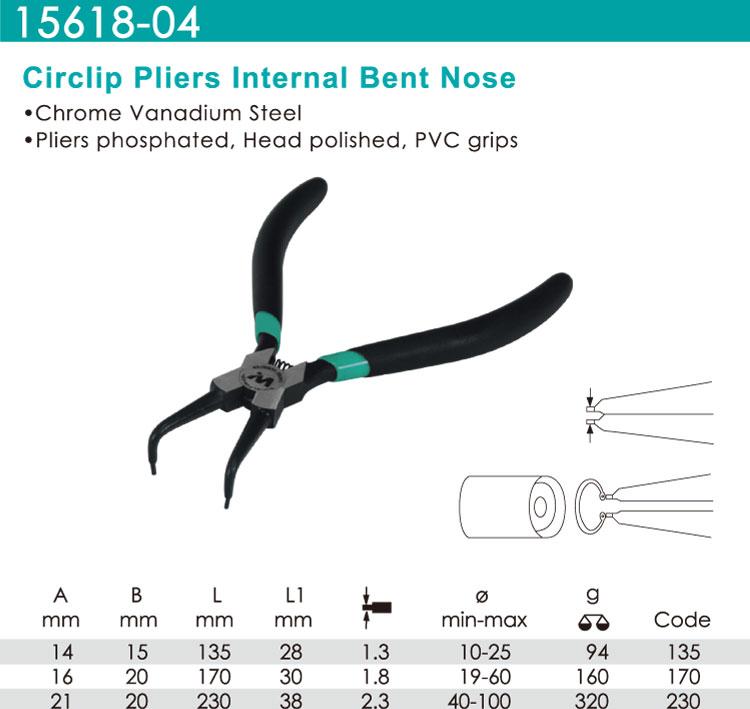 15618-04
Circlip Pliers Internal Bent Nose
•Chrome Vanadium Steel
•Pliers phosphated, Head polished, PVC grips
A B L L1 ø g
mm mm mm mm min-max Code
14 15 135 28 1.3 10-25 94 135
16 20 170 30 1.8 19-60 160 170
21 20 230 38 2.3 40-100 320 230